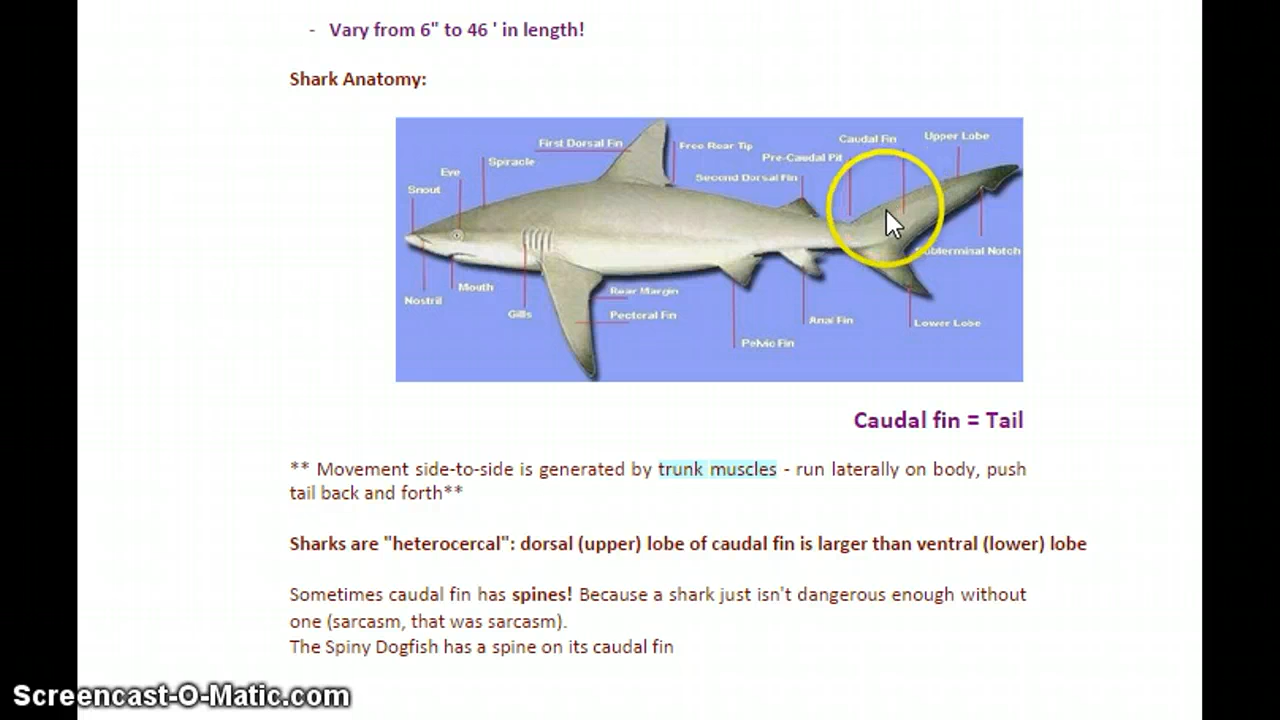 - Vary from 6" to 46 ' in length!
Shark Anatomy:
Caudal Fin
Upper Lobe
First Dorsal Fin
Free Rear Tip
Pre-Caudal Pit
Spiracle
Eye
Second Dorsal Fin
Snout
Subterminal Notch
Mouth
Rear Margin
Nostril
Gills
Pectoral Fin
Anal Fin
Lower Lobe
Pelvic Fin
Caudal fin = Tail
** Movement side-to-side is generated by trunk muscles - run laterally on body, push
tail back and forth**
Sharks are "heterocercal": dorsal (upper) lobe of caudal fin is larger than ventral (lower) lobe
Sometimes caudal fin has spines! Because a shark just isn't dangerous enough without
one (sarcasm, that was sarcasm).
The Spiny Dogfish has a spine on its caudal fin
Screencast-O-Matic.com